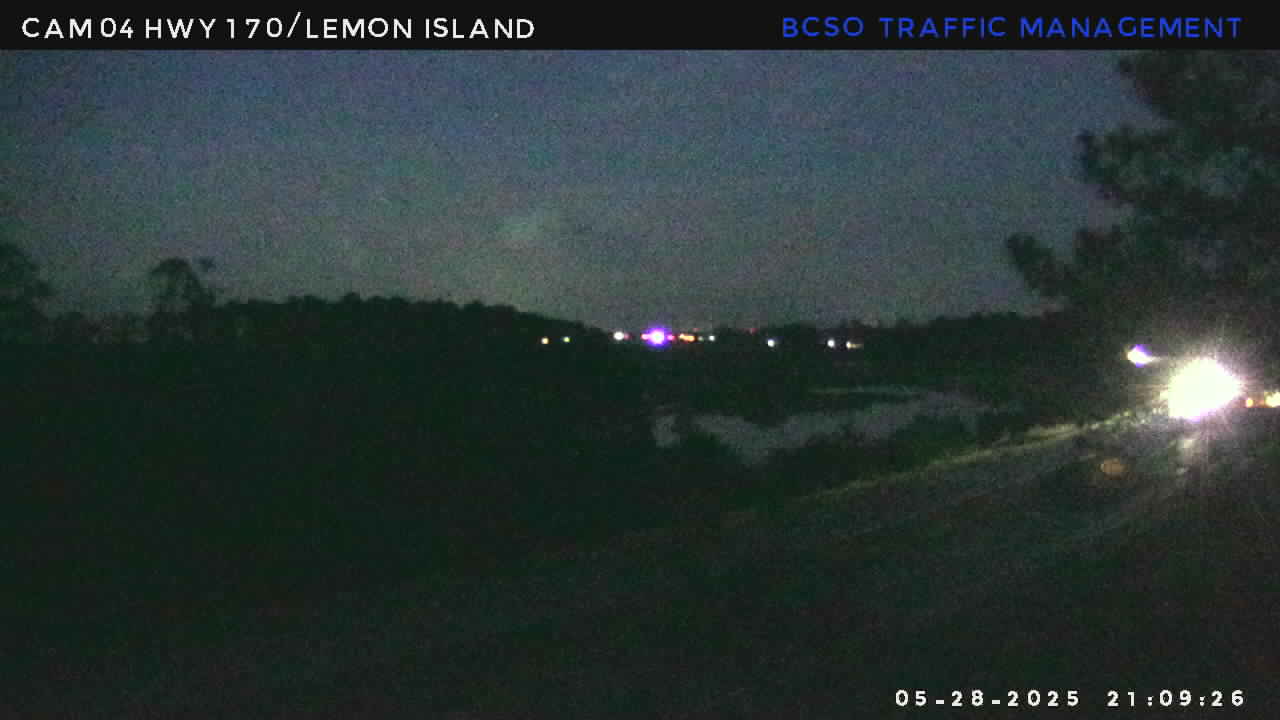 CAM04 HWY 170/LEMON ISLAND
BCSO TRAFFIC MANAGEMENT
05-28-2025 21:09:26